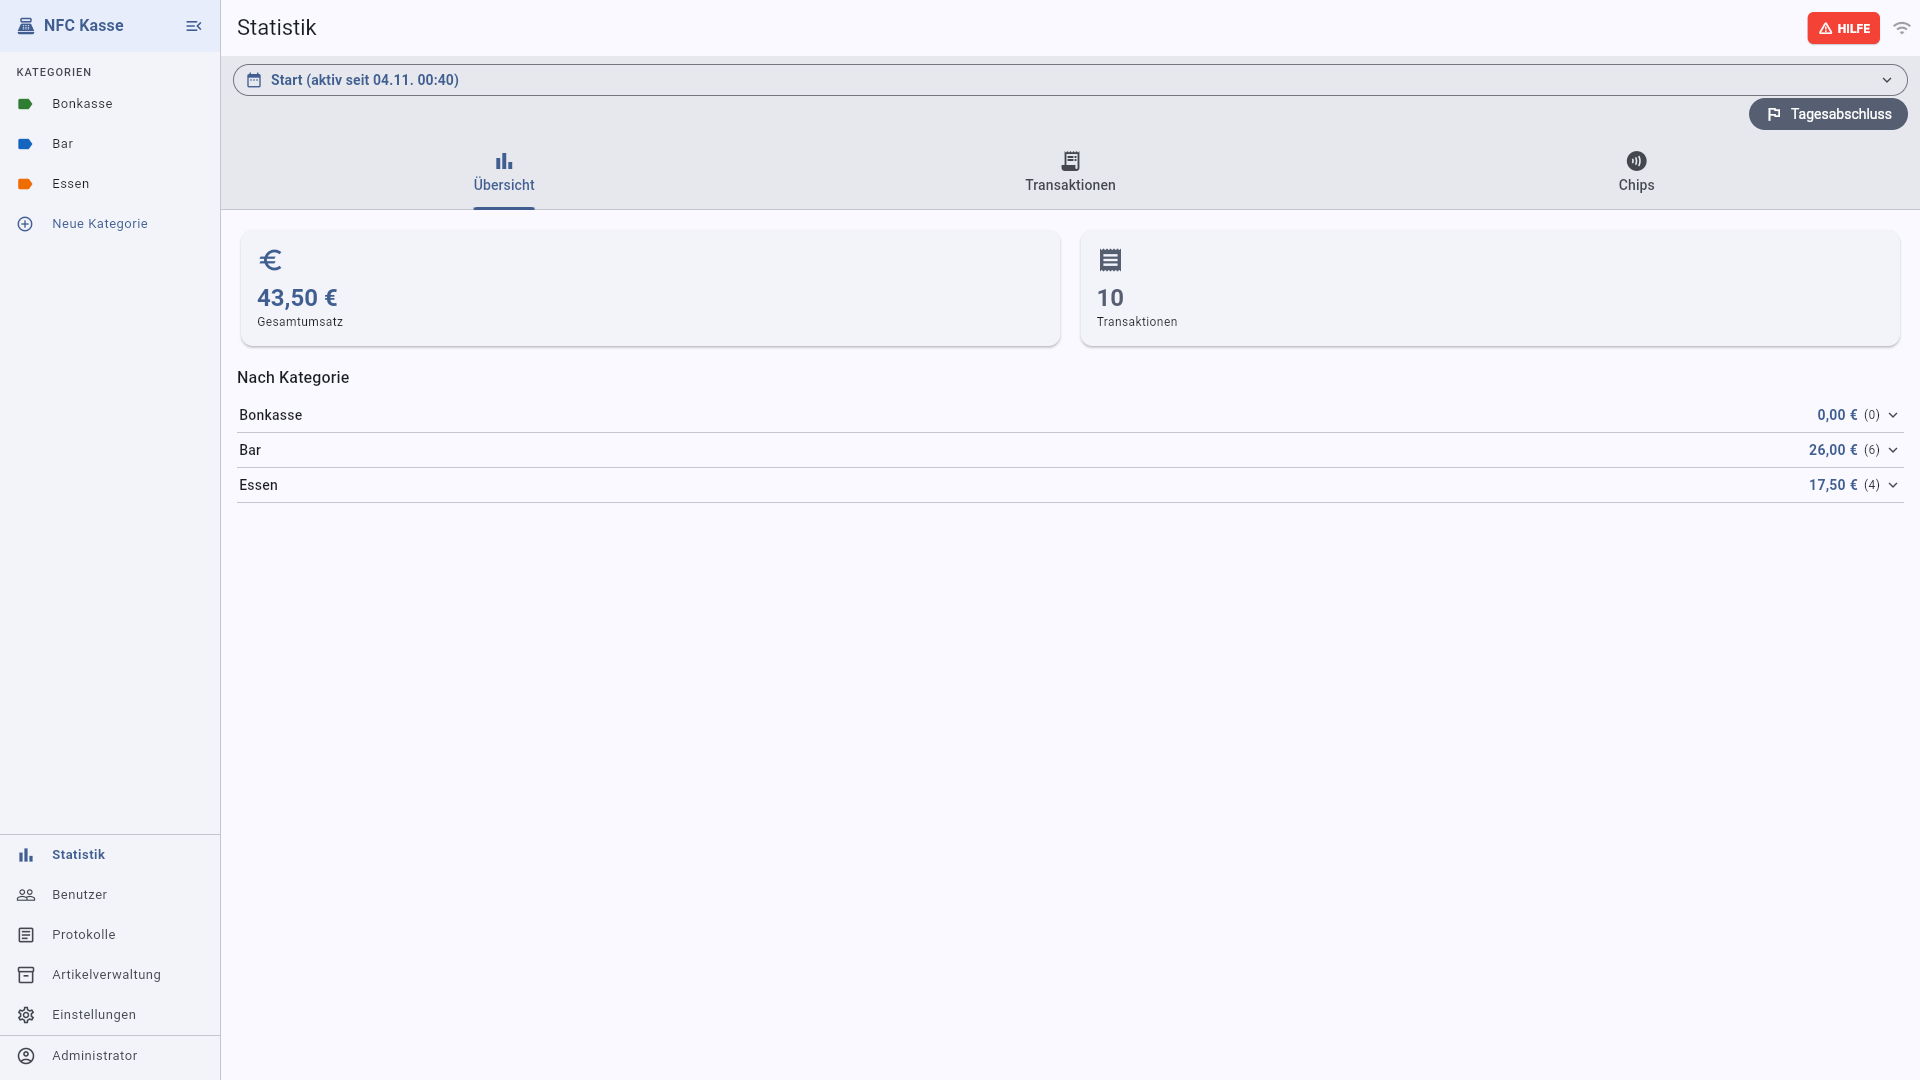 NFC Kasse
KATEGORIEN
Bonkasse
Bar
Essen
Neue Kategorie
Statistik
Benutzer
Protokolle
Artikelverwaltung
Einstellungen
Administrator
Statistik
HILFE
Start (aktiv seit 04.11. 00:40)
Tagesabschluss
Übersicht
Transaktionen
Chips
43,50 €
Gesamtumsatz
10
Transaktionen
Nach Kategorie
Bonkasse 0,00 € (0)
Bar 26,00 € (6)
Essen 17,50 € (4)